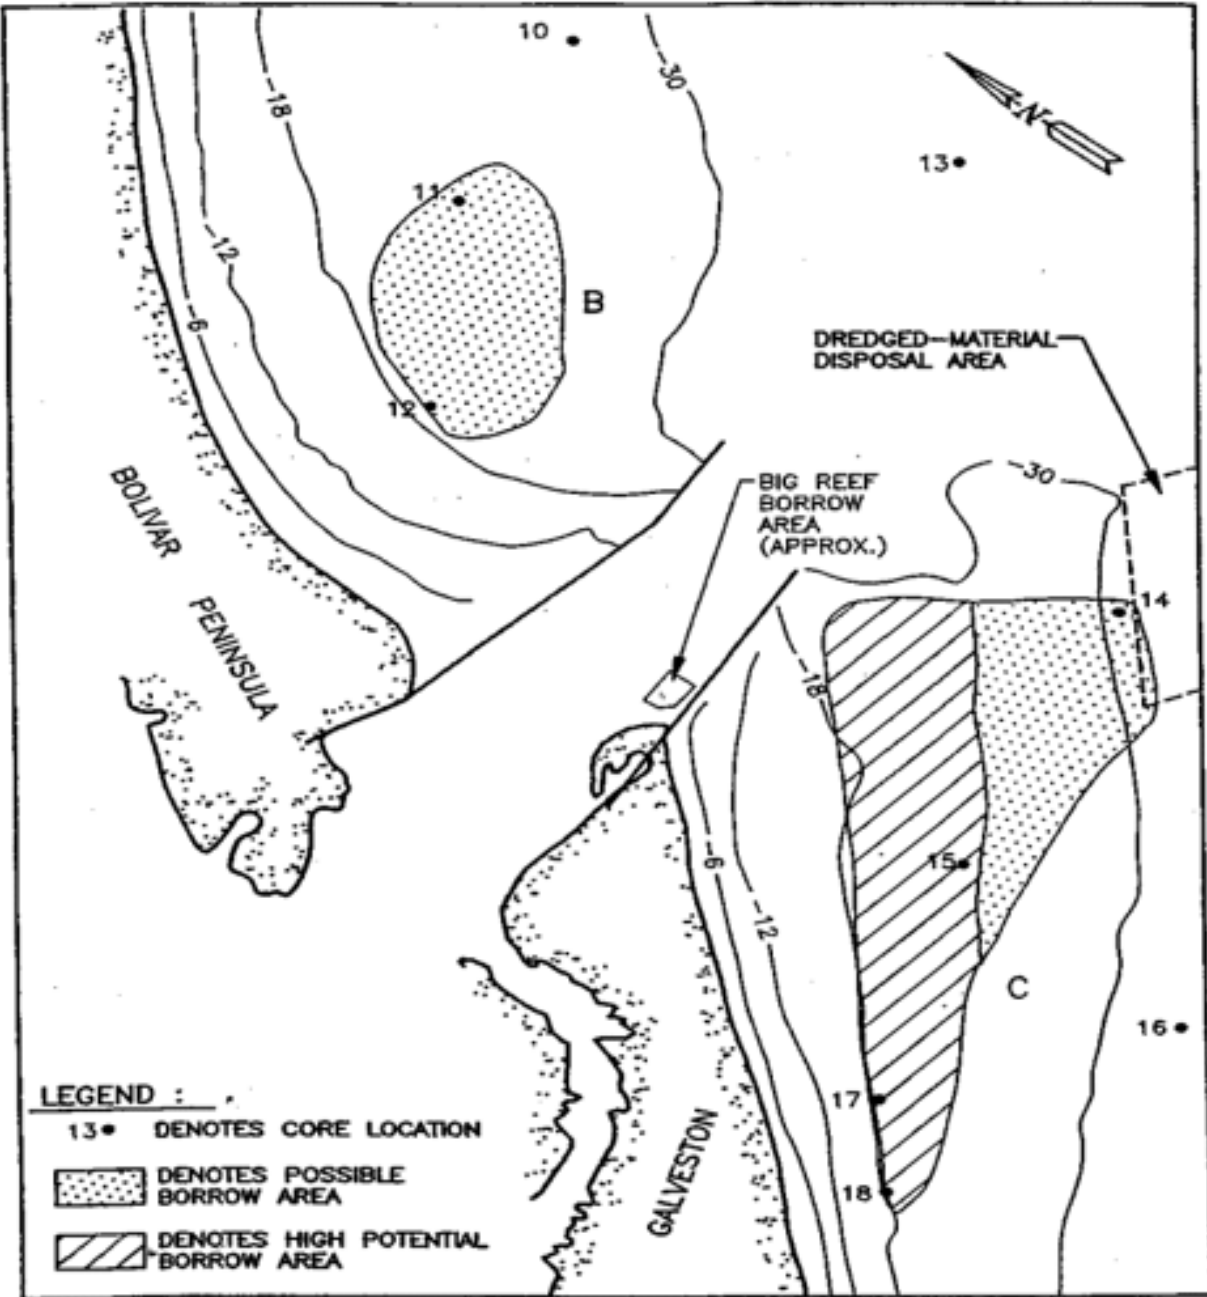 10
-30
-18
N
13
11
-12
B
-6
DREDGED-MATERIAL
DISPOSAL AREA
12
BOLIVAR
PENINSULA
BIG REEF
BORROW
AREA
(APPROX.)
-30
14
-18
15
-6
-12
C
16
17
18
GALVESTON
LEGEND :
13 DENOTES CORE LOCATION
DENOTES POSSIBLE
BORROW AREA
DENOTES HIGH POTENTIAL
BORROW AREA